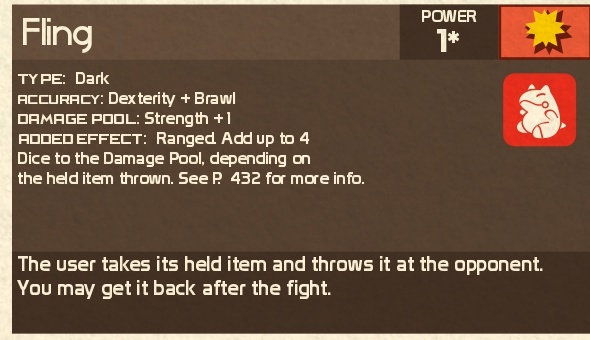 Fling
POWER
1*
TYPE: Dark
ACCURACY: Dexterity + Brawl
DAMAGE POOL: Strength +1
ADDED EFFECT: Ranged. Add up to 4
Dice to the Damage Pool, depending on
the held item thrown. See P. 432 for more info.
The user takes its held item and throws it at the opponent.
You may get it back after the fight.